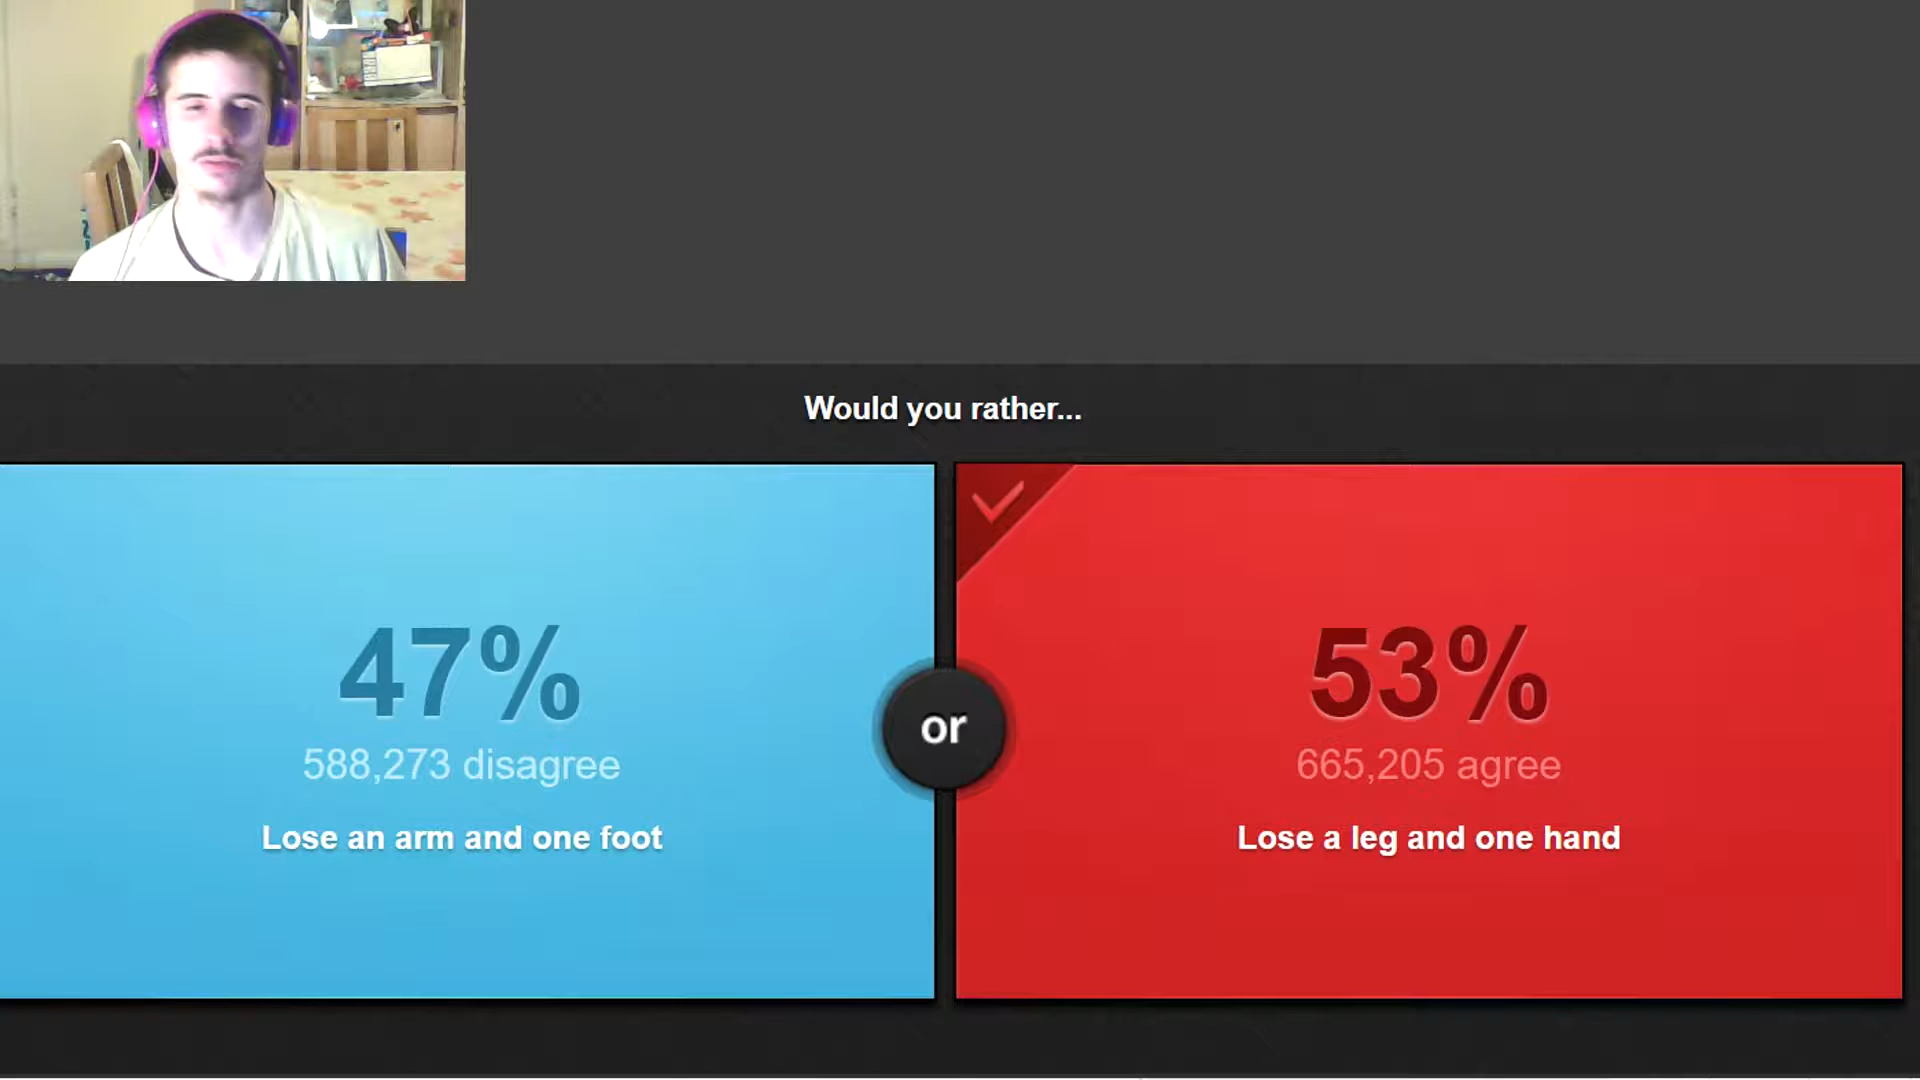 Would you rather...
47%
588,273 disagree
Lose an arm and one foot
or
53%
665,205 agree
Lose a leg and one hand